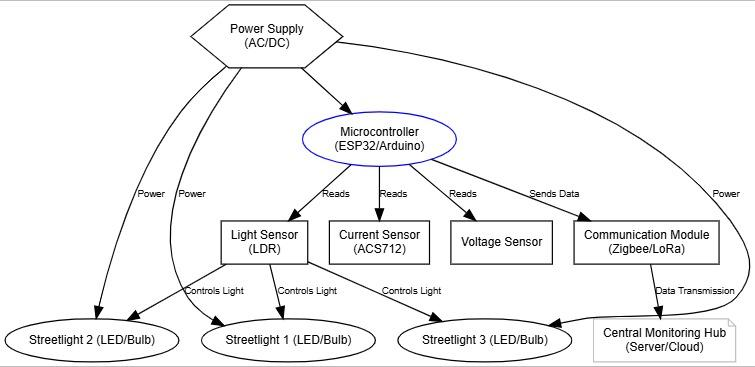 Power Supply
(AC/DC)
Microcontroller
(ESP32/Arduino)
Power
Power
Reads
Reads
Reads
Sends Data
Power
Light Sensor
(LDR)
Current Sensor
(ACS712)
Voltage Sensor
Communication Module
(Zigbee/LoRa)
Controls Light
Controls Light
Controls Light
Data Transmission
Streetlight 2 (LED/Bulb)
Streetlight 1 (LED/Bulb)
Streetlight 3 (LED/Bulb)
Central Monitoring Hub
(Server/Cloud)